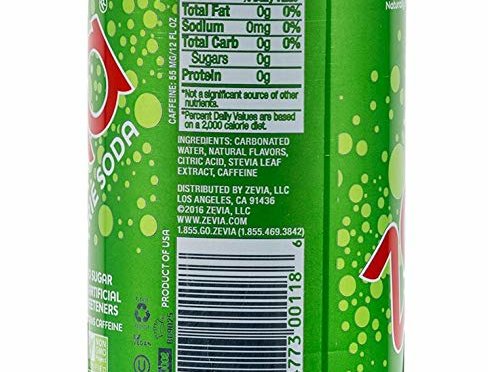 Total Fat 0g 0%
Sodium 0mg 0%
Total Carb 0g 0%
Sugars 0g
Protein 0g
*Not a significant source of other
nutrients.
*Percent Daily Values are based
on a 2,000 calorie diet.
CAFFEINE: 55 MG/12 FL OZ
INGREDIENTS: CARBONATED
WATER, NATURAL FLAVORS,
CITRIC ACID, STEVIA LEAF
EXTRACT, CAFFEINE
DISTRIBUTED BY ZEVIA, LLC
LOS ANGELES, CA 91436
©2016 ZEVIA, LLC
WWW.ZEVIA.COM
1.855.GO.ZEVIA (1.855.469.3842)
PRODUCT OF USA
VEGAN
4773 00118 6
SODA
SUGAR
CAFFEINE
®